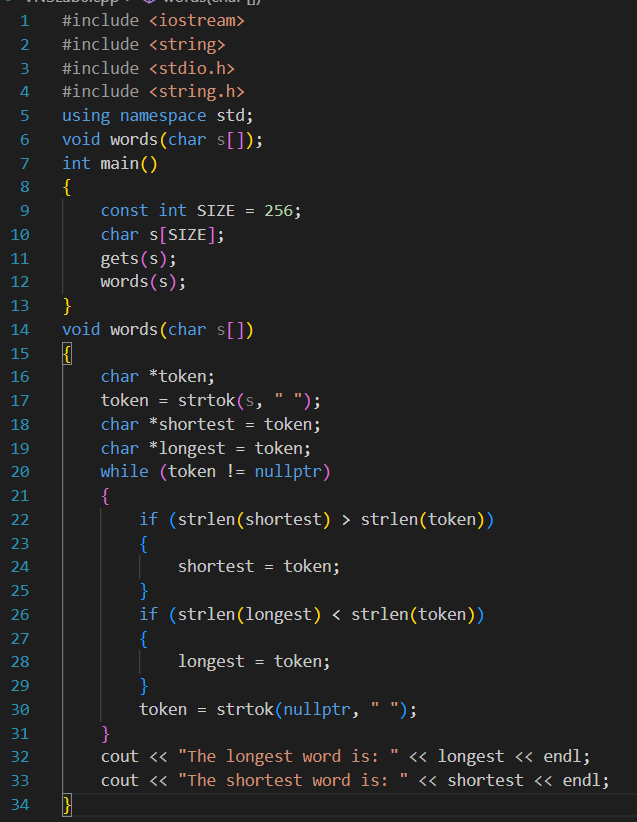 words(char [])
1 #include <iostream>
2 #include <string>
3 #include <stdio.h>
4 #include <string.h>
5 using namespace std;
6 void words(char s[]);
7 int main()
8 {
9     const int SIZE = 256;
10     char s[SIZE];
11     gets(s);
12     words(s);
13 }
14 void words(char s[])
15 {
16     char *token;
17     token = strtok(s, " ");
18     char *shortest = token;
19     char *longest = token;
20     while (token != nullptr)
21     {
22         if (strlen(shortest) > strlen(token))
23         {
24             shortest = token;
25         }
26         if (strlen(longest) < strlen(token))
27         {
28             longest = token;
29         }
30         token = strtok(nullptr, " ");
31     }
32     cout << "The longest word is: " << longest << endl;
33     cout << "The shortest word is: " << shortest << endl;
34 }